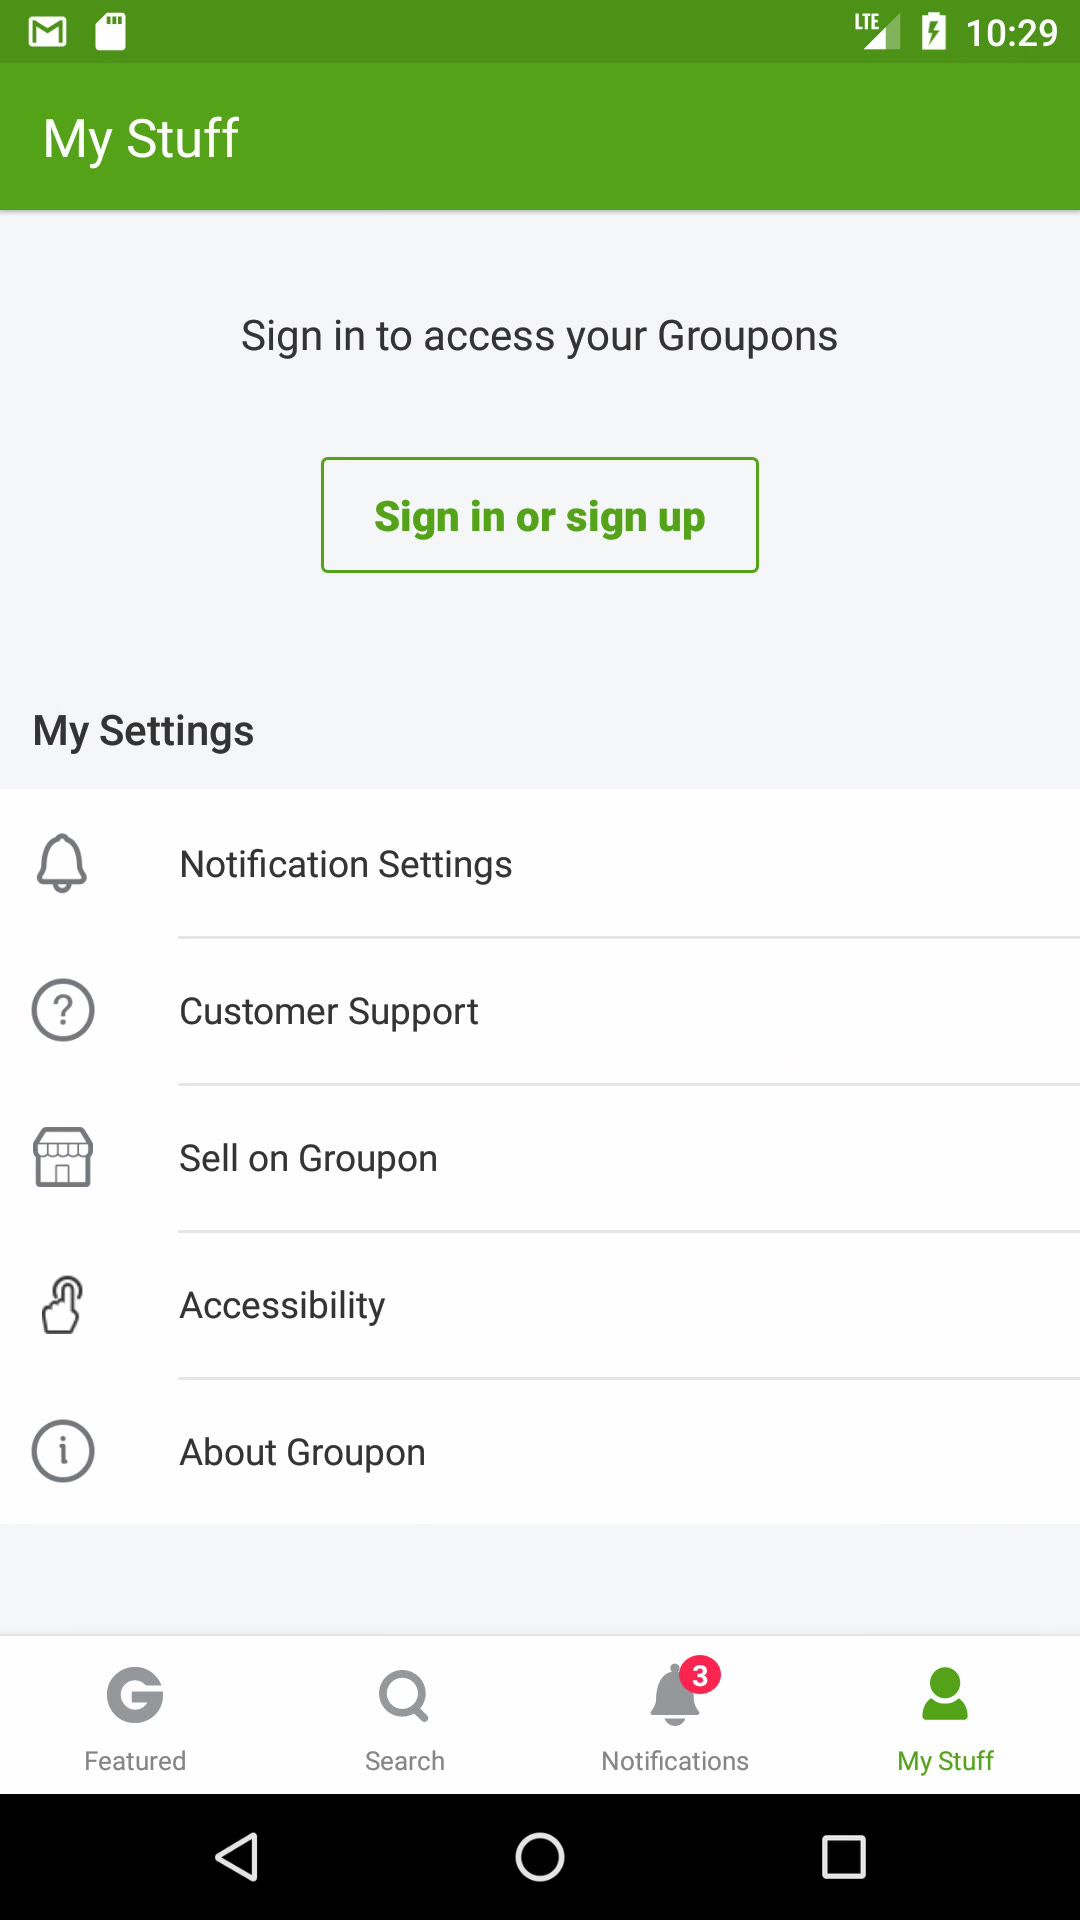 LTE 10:29
My Stuff
Sign in to access your Groupons
Sign in or sign up
My Settings
Notification Settings
? Customer Support
Sell on Groupon
Accessibility
i About Groupon
G
3
Featured Search Notifications My Stuff